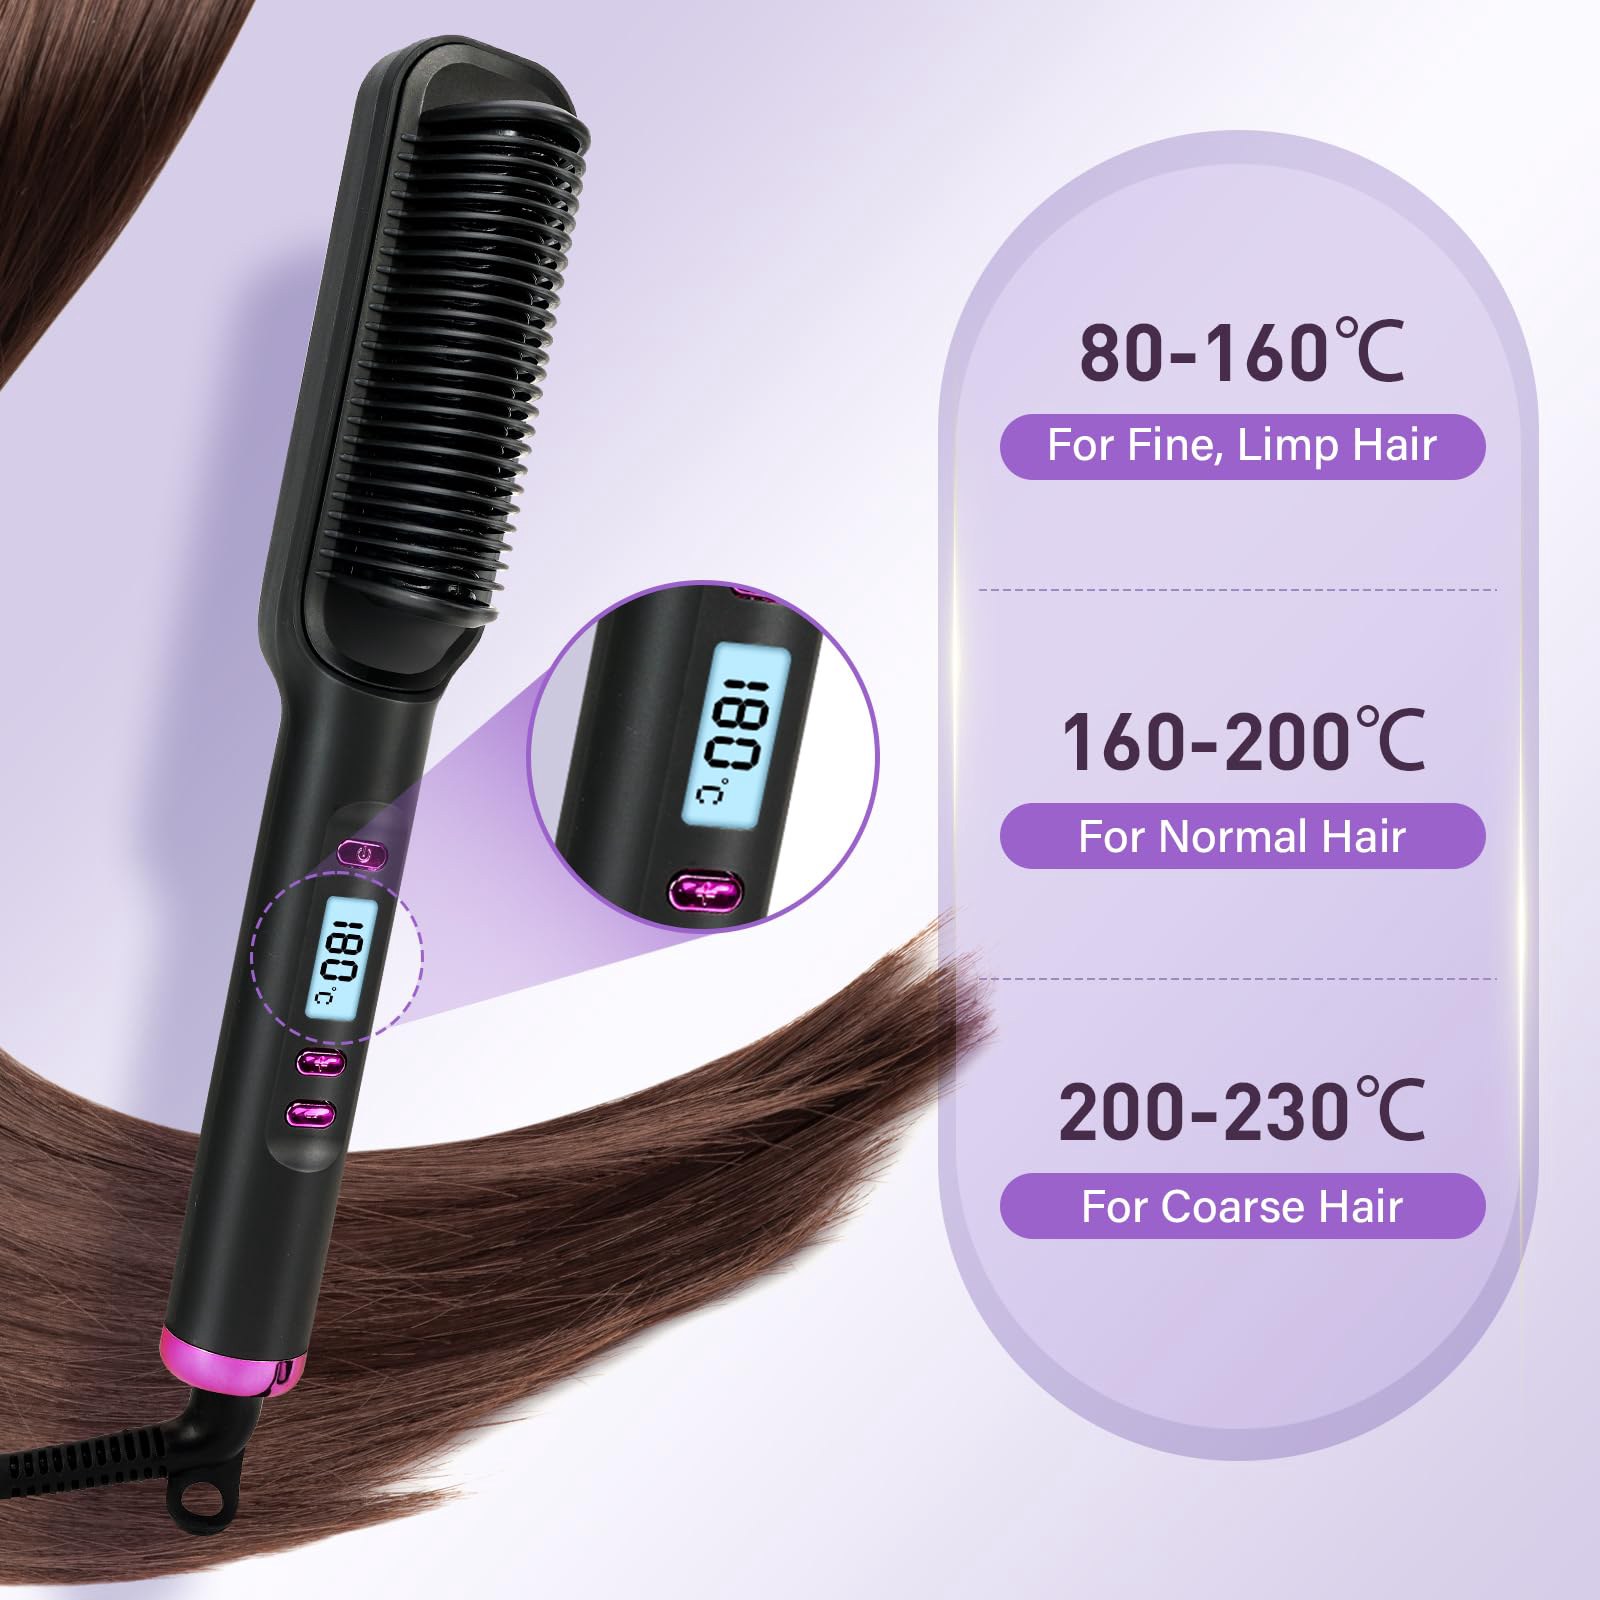 180°C
180°C
80-160℃
For Fine, Limp Hair
160-200℃
For Normal Hair
200-230℃
For Coarse Hair